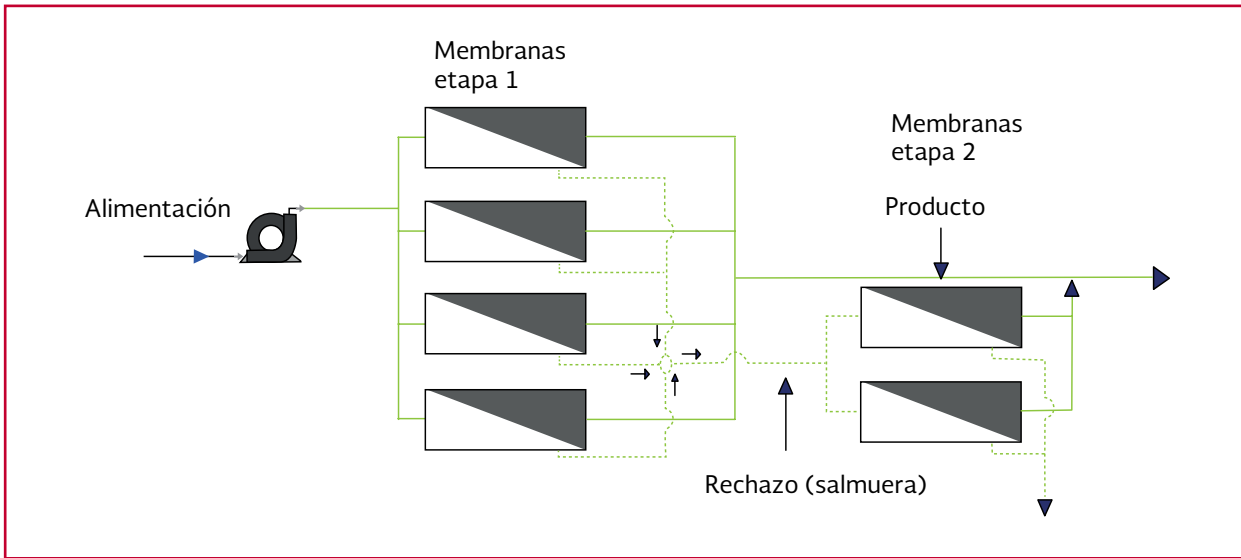 Membranas
etapa 1
Membranas
etapa 2
Alimentación
Producto
Rechazo (salmuera)